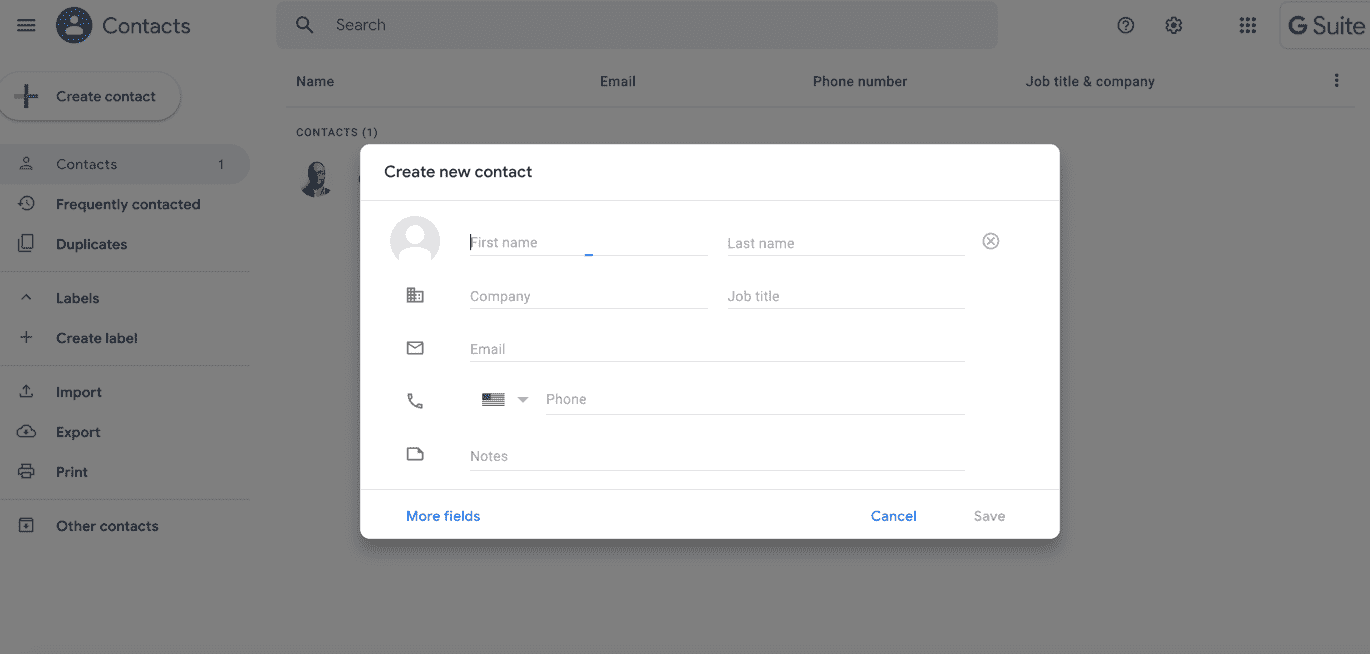 Contacts
Search
G Suite
Create contact
Contacts 1
Frequently contacted
Duplicates
Labels
Create label
Import
Export
Print
Other contacts
Name Email Phone number Job title & company
CONTACTS (1)
Create new contact
First name Last name
Company Job title
Email
Phone
Notes
More fields Cancel Save